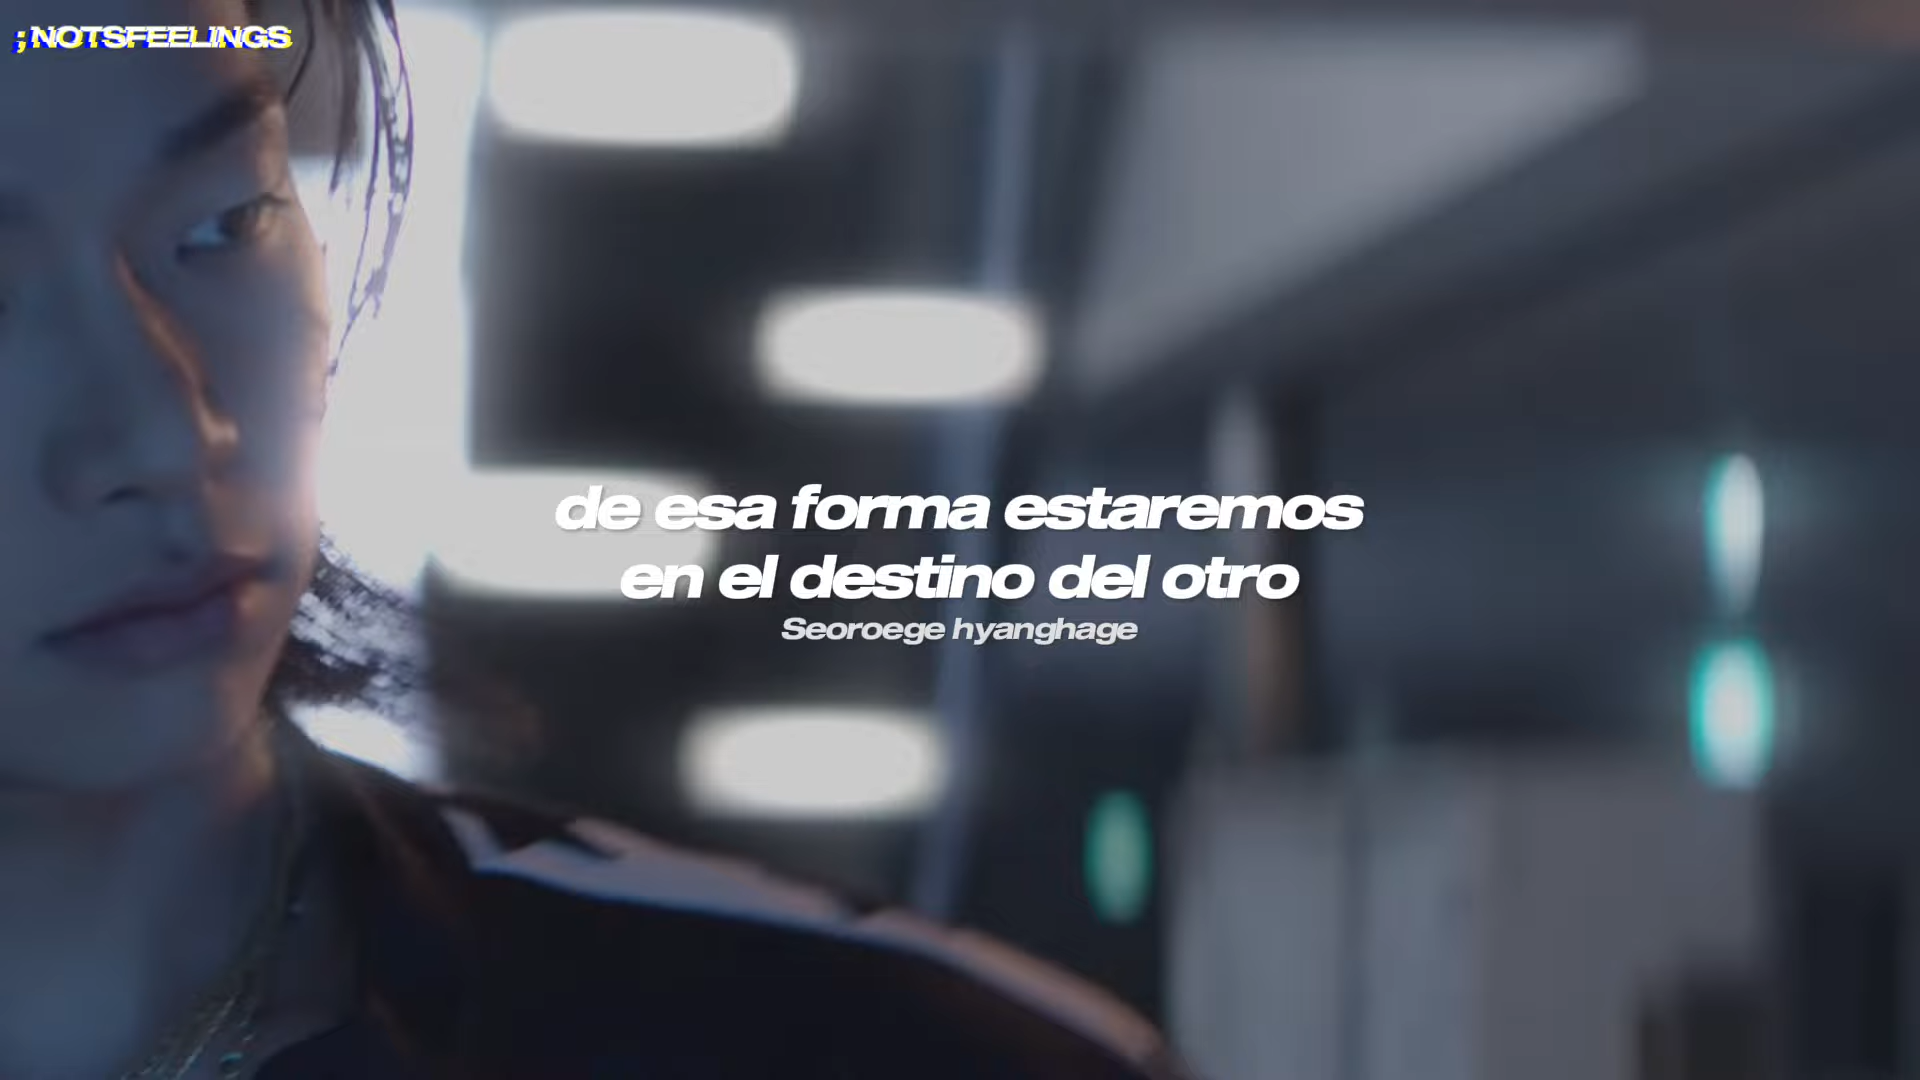 ;NOTSFEELINGS
de esa forma estaremos
en el destino del otro
Seoroege hyanghage